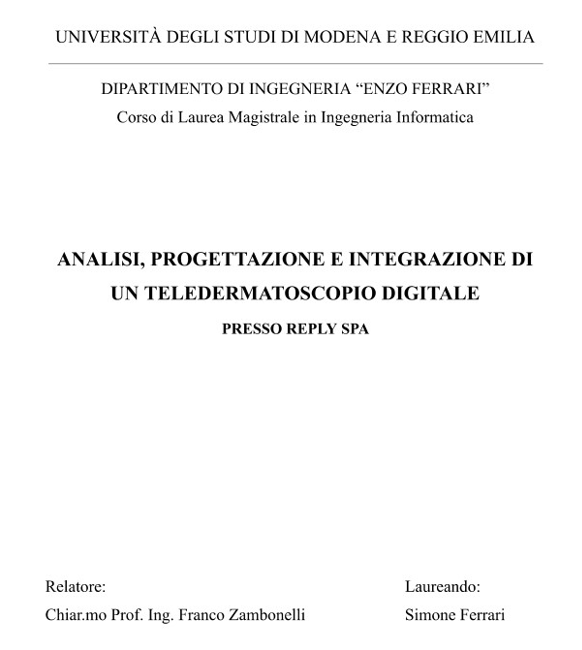 UNIVERSITÀ DEGLI STUDI DI MODENA E REGGIO EMILIA
DIPARTIMENTO DI INGEGNERIA “ENZO FERRARI”
Corso di Laurea Magistrale in Ingegneria Informatica
ANALISI, PROGETTAZIONE E INTEGRAZIONE DI
UN TELEDERMATOSCOPIO DIGITALE
PRESSO REPLY SPA
Relatore:
Chiar.mo Prof. Ing. Franco Zambonelli
Laureando:
Simone Ferrari